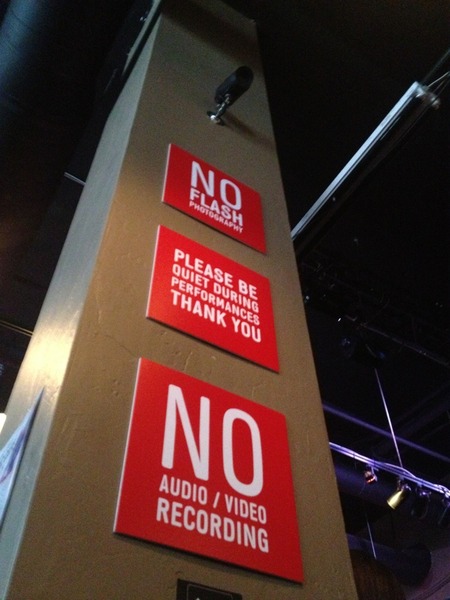 NO
FLASH
PHOTOGRAPHY
PLEASE BE
QUIET DURING
PERFORMANCES
THANK YOU
NO
AUDIO / VIDEO
RECORDING